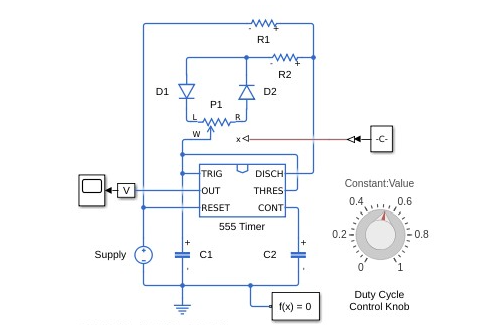 R1
R2
D1
D2
P1
L
R
W
x
-C-
TRIG
DISCH
OUT
THRES
RESET
CONT
555 Timer
V
Supply
C1
C2
f(x) = 0
Constant:Value
0.4
0.6
0.2
0.8
0
1
Duty Cycle
Control Knob